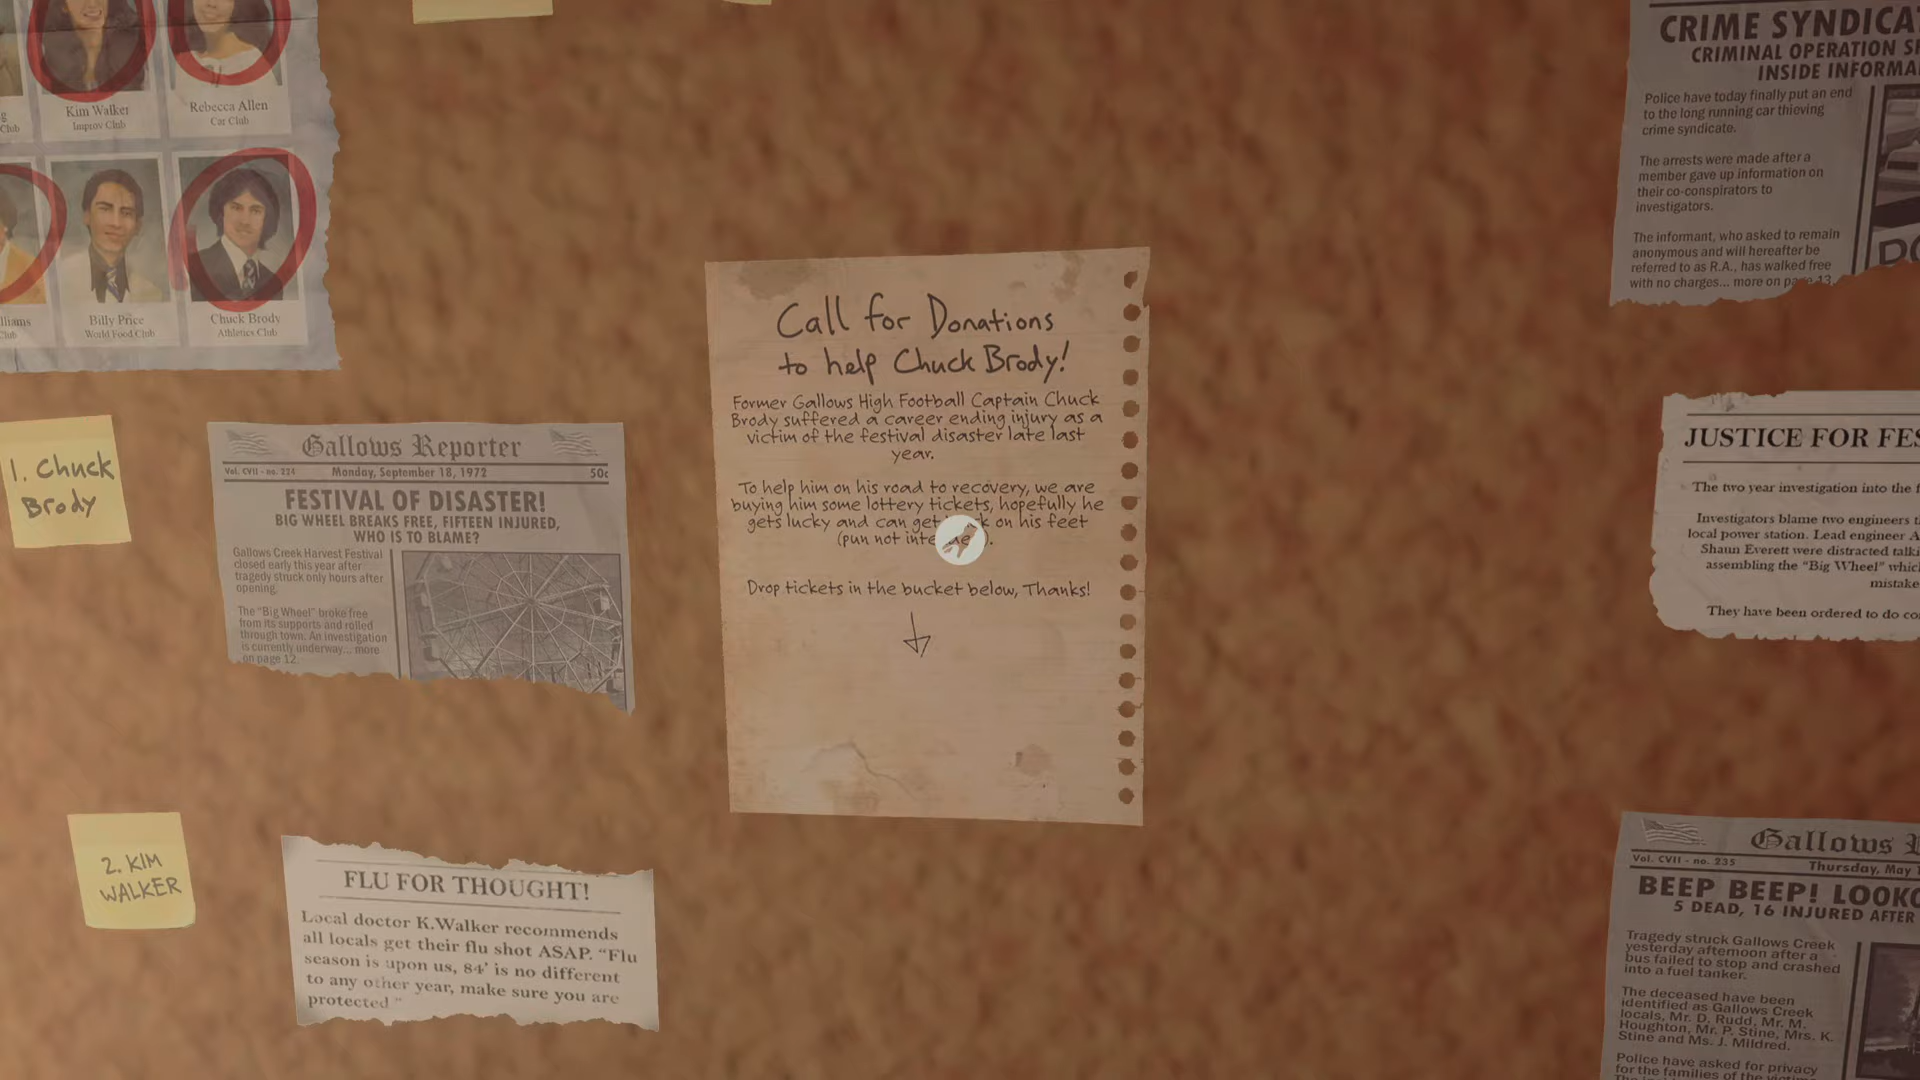 Kim Walker
Improv Club
Rebecca Allen
Car Club
Club
Billy Price
World Food Club
Chuck Brody
Athletics Club
1. Chuck
Brody
Gallows Reporter
Vol. CVII - no. 224 Monday, September 18, 1972 50c
FESTIVAL OF DISASTER!
BIG WHEEL BREAKS FREE, FIFTEEN INJURED,
WHO IS TO BLAME?
Gallows Creek Harvest Festival
closed early this year after
tragedy struck only hours after
opening.
The "Big Wheel" broke free
from its supports and rolled
through town. An investigation
is currently underway... more
on page 12.
2. KIM
WALKER
FLU FOR THOUGHT!
Local doctor K.Walker recommends
all locals get their flu shot ASAP. "Flu
season is upon us, 84' is no different
to any other year, make sure you are
protected "
Call for Donations
to help Chuck Brody!
Former Gallows High Football Captain Chuck
Brody suffered a career ending injury as a
victim of the festival disaster late last
year.
To help him on his road to recovery, we are
buying him some lottery tickets, hopefully he
gets lucky and can get on his feet
(pun not
Drop tickets in the bucket below, Thanks!
CRIME SYNDICA
CRIMINAL OPERATION
INSIDE INFORMA
Police have today finally put an end
to the long running car thieving
crime syndicate.
The arrests were made after a
member gave up information on
their co-conspirators to
investigators.
The informant, who asked to remain
anonymous and will hereafter be
referred to as R.A., has walked free
with no charges... more on page 13.
JUSTICE FOR FES
The two year investigation into the
Investigators blame two engineers
local power station. Lead engineer A
Shaun Everett were distracted talki
assembling the "Big Wheel" whic
mistake
They have been ordered to do co
Gallows
Vol. CVII - no. 235 Thursday, May
BEEP BEEP! LOOKO
5 DEAD, 16 INJURED AFTER
Tragedy struck Gallows Creek
yesterday afternoon after a
bus failed to stop and crashed
into a fuel tanker.
The deceased have been
identified as Gallows Creek
locals, Mr. D. Rudd, Mr. M.
Houghton, Mr. P. Stine, Mrs. K.
Stine and Ms. J. Mildred.
Police have asked for privacy
for the families of the